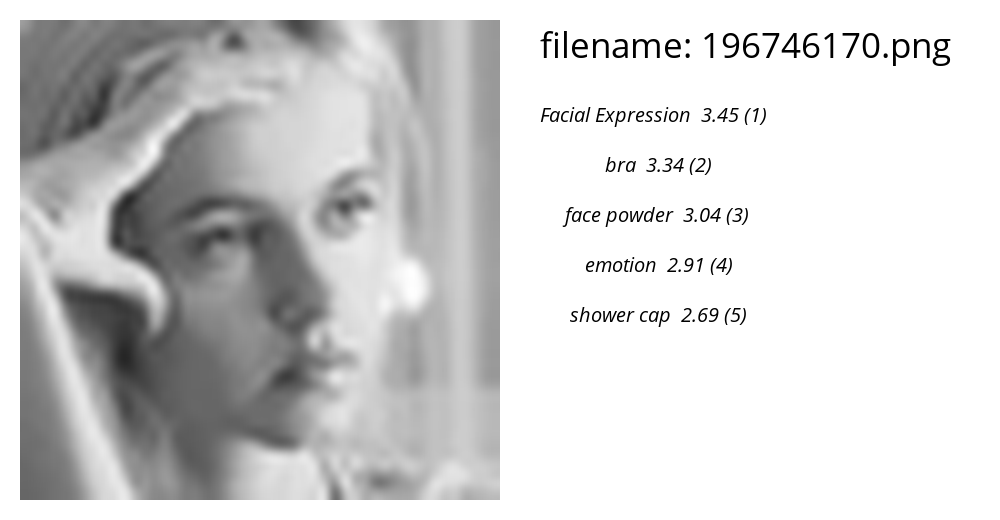 filename: 196746170.png
Facial Expression 3.45 (1)
bra 3.34 (2)
face powder 3.04 (3)
emotion 2.91 (4)
shower cap 2.69 (5)